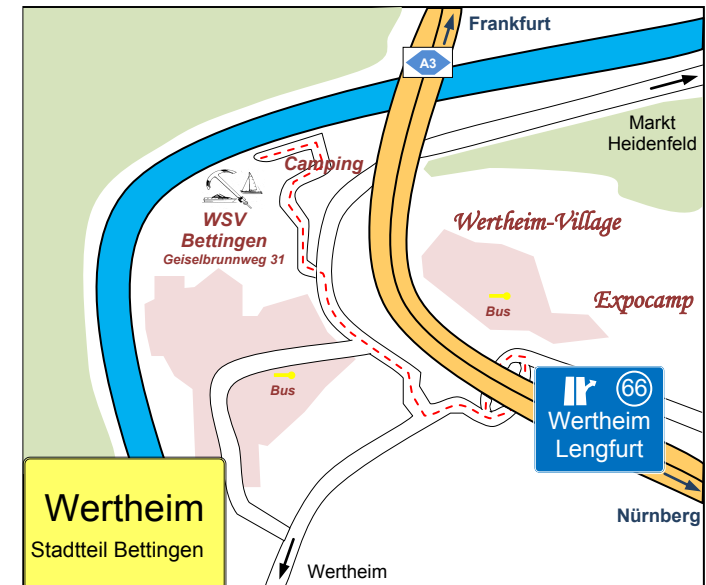 Frankfurt
A3
Markt
Heidenfeld
Camping
WSV
Bettingen
Geiselbrunnweg 31
Wertheim-Village
Expocamp
Bus
Bus
66
Wertheim
Lengfurt
Nürnberg
Wertheim
Stadtteil Bettingen
Wertheim